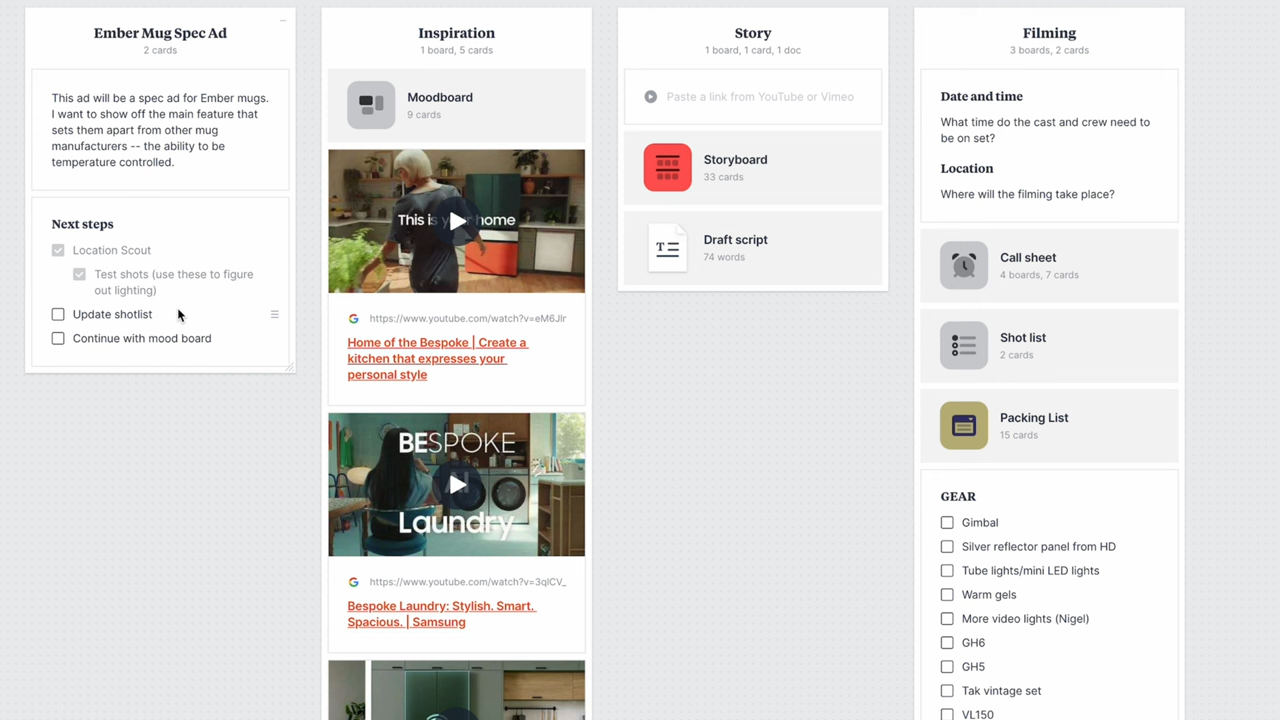 Ember Mug Spec Ad
2 cards
This ad will be a spec ad for Ember mugs.
I want to show off the main feature that
sets them apart from other mug
manufacturers -- the ability to be
temperature controlled.
Next steps
Location Scout
Test shots (use these to figure
out lighting)
Update shotlist
Continue with mood board
Inspiration
1 board, 5 cards
Moodboard
9 cards
This is your home
https://www.youtube.com/watch?v=eM6Jlr
Home of the Bespoke | Create a
kitchen that expresses your
personal style
BESPOKE
AI
Laundry
https://www.youtube.com/watch?v=3qlCV_
Bespoke Laundry: Stylish. Smart.
Spacious. | Samsung
Story
1 board, 1 card, 1 doc
Paste a link from YouTube or Vimeo
Storyboard
33 cards
T
Draft script
74 words
Filming
3 boards, 2 cards
Date and time
What time do the cast and crew need to
be on set?
Location
Where will the filming take place?
Call sheet
4 boards, 7 cards
Shot list
2 cards
Packing List
15 cards
GEAR
Gimbal
Silver reflector panel from HD
Tube lights/mini LED lights
Warm gels
More video lights (Nigel)
GH6
GH5
Tak vintage set
VL150